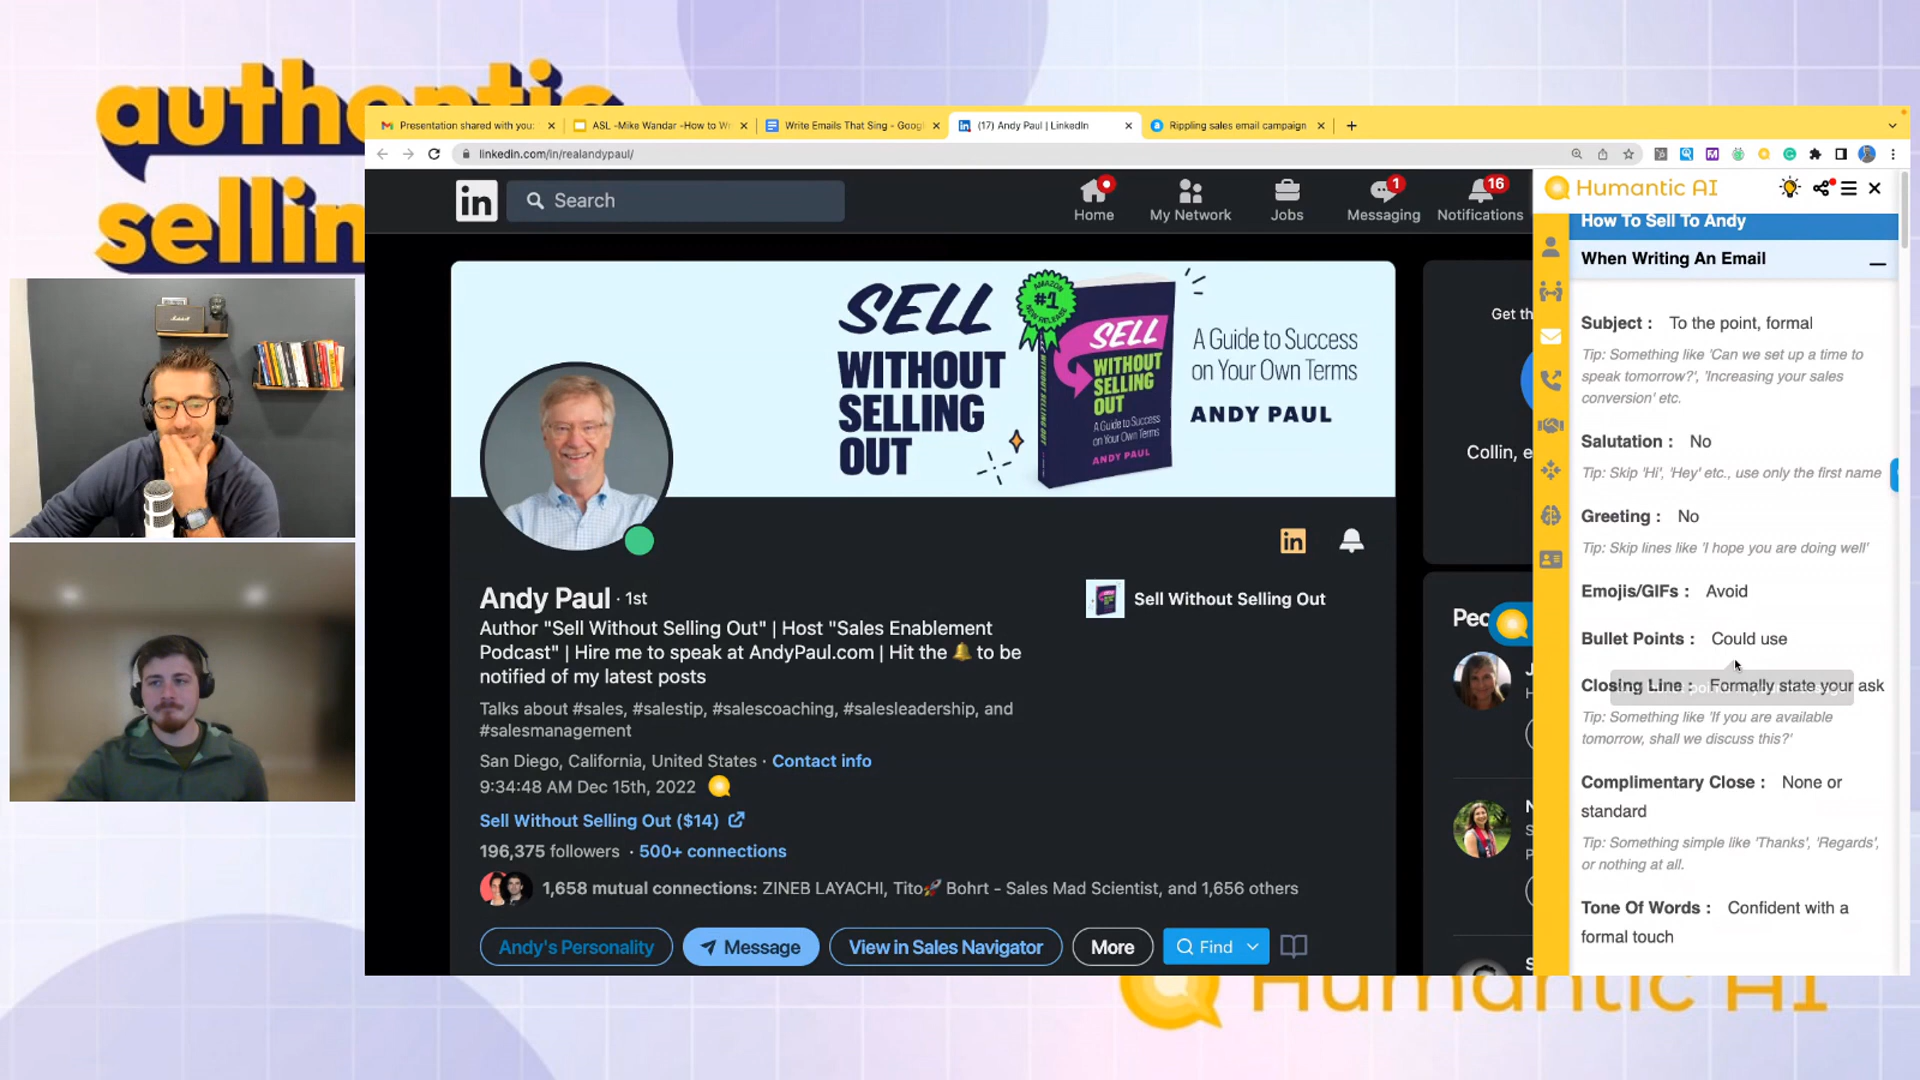 authentic
selling
Presentation shared with you:
ASL -Mike Wandar -How to Wr
Write Emails That Sing - Googl
(17) Andy Paul | LinkedIn
Rippling sales email campaign
linkedin.com/in/realandypaul/
in
Search
Home
My Network
Jobs
1
Messaging
16
Notifications
Humantic AI
How To Sell To Andy
When Writing An Email
Subject : To the point, formal
Tip: Something like 'Can we set up a time to
speak tomorrow?', 'Increasing your sales
conversion' etc.
Salutation : No
Tip: Skip 'Hi', 'Hey' etc., use only the first name
Greeting : No
Tip: Skip lines like 'I hope you are doing well'
Emojis/GIFs : Avoid
Bullet Points : Could use
Closing Line : Formally state your ask
Tip: Something like 'If you are available
tomorrow, shall we discuss this?'
Complimentary Close : None or
standard
Tip: Something simple like 'Thanks', 'Regards',
or nothing at all.
Tone Of Words : Confident with a
formal touch
SELL
WITHOUT
SELLING
OUT
AMAZON
#1
NEW RELEASE
SELL
WITHOUT
SELLING
OUT
A Guide to Success
on Your Own Terms
ANDY PAUL
SELL WITHOUT SELLING OUT
A Guide to Success
on Your Own Terms
ANDY PAUL
Get th
Collin, e
in
Andy Paul · 1st
Author "Sell Without Selling Out" | Host "Sales Enablement
Podcast" | Hire me to speak at AndyPaul.com | Hit the 🔔 to be
notified of my latest posts
Sell Without Selling Out
Talks about #sales, #salestip, #salescoaching, #salesleadership, and
#salesmanagement
San Diego, California, United States · Contact info
9:34:48 AM Dec 15th, 2022
Sell Without Selling Out ($14)
196,375 followers · 500+ connections
1,658 mutual connections: ZINEB LAYACHI, Tito🚀 Bohrt - Sales Mad Scientist, and 1,656 others
Andy's Personality
Message
View in Sales Navigator
More
Find
Peo
Humantic AI